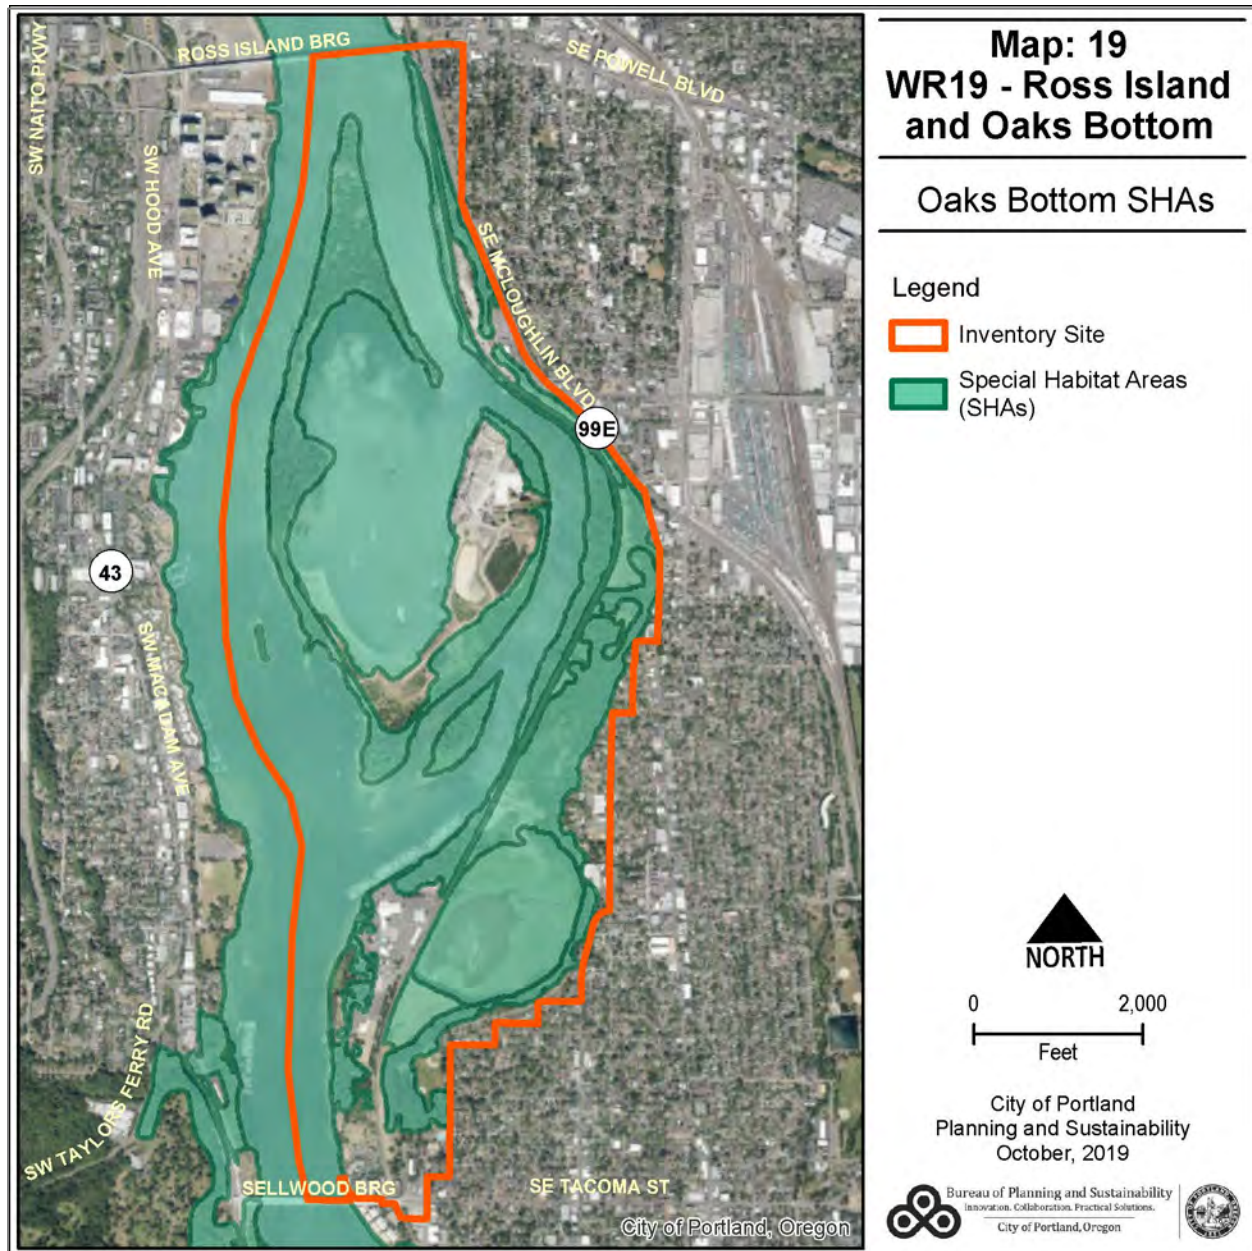 Map: 19
WR19 - Ross Island
and Oaks Bottom
Oaks Bottom SHAs
Legend
Inventory Site
Special Habitat Areas
(SHAs)
ROSS ISLAND BRG
SE POWELL BLVD
SW NAITO PKWY
SW HOOD AVE
SE MCLOUGHLIN BLVD
99E
43
SW MACADAM AVE
SW TAYLORS FERRY RD
SELLWOOD BRG
SE TACOMA ST
City of Portland, Oregon
NORTH
0 2,000
Feet
City of Portland
Planning and Sustainability
October, 2019
Bureau of Planning and Sustainability
Innovation. Collaboration. Practical Solutions.
City of Portland, Oregon